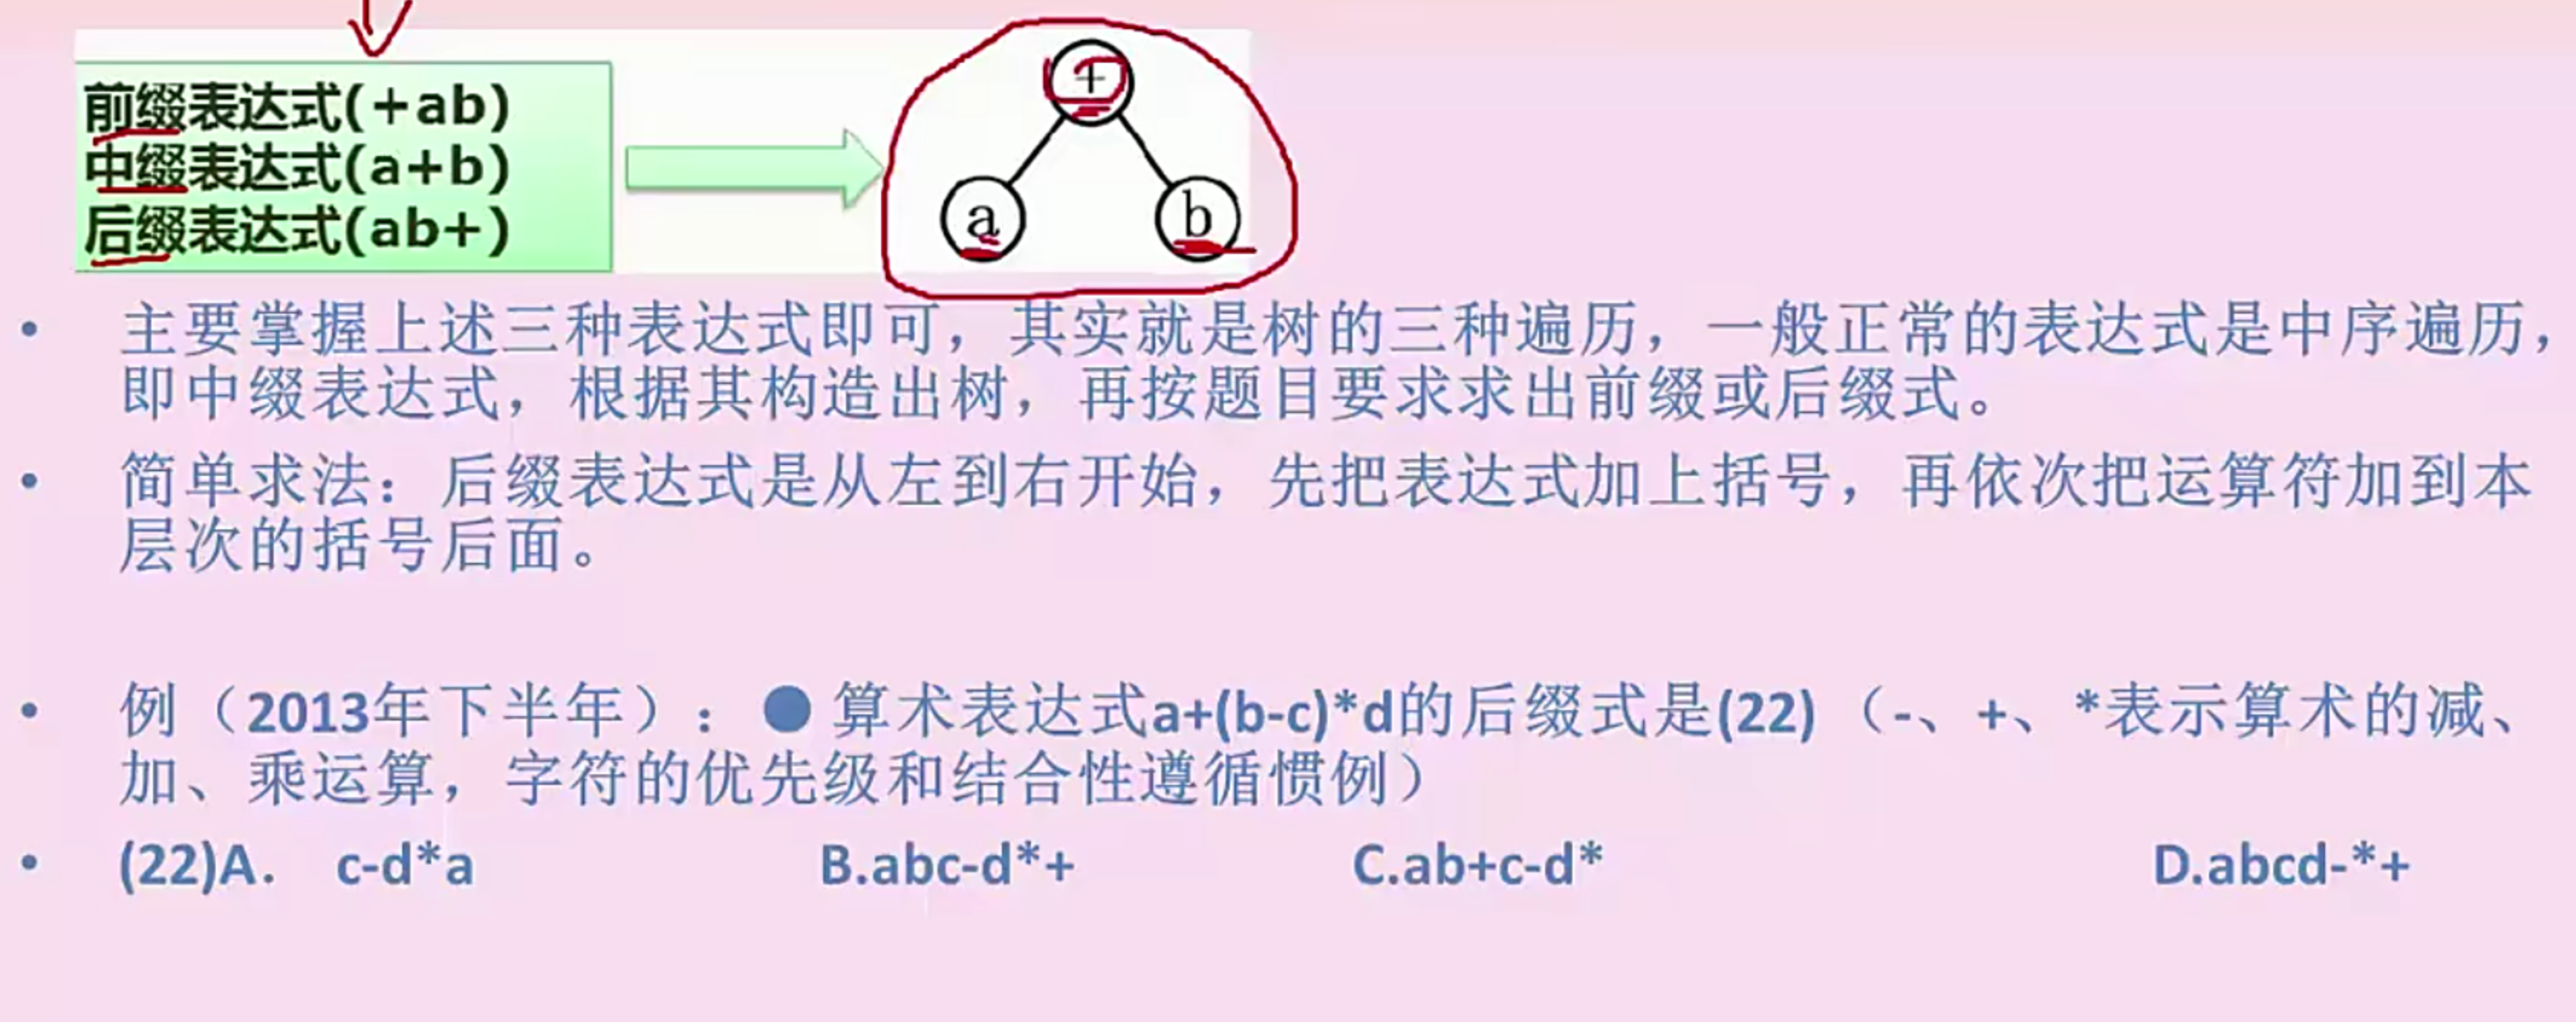 前缀表达式(+ab)
中缀表达式(a+b)
后缀表达式(ab+)
+
a
b
• 主要掌握上述三种表达式即可，其实就是树的三种遍历，一般正常的表达式是中序遍历，
即中缀表达式，根据其构造出树，再按题目要求求出前缀或后缀式。
• 简单求法：后缀表达式是从左到右开始，先把表达式加上括号，再依次把运算符加到本
层次的括号后面。
• 例（2013年下半年）：● 算术表达式a+(b-c)*d的后缀式是(22) （-、+、*表示算术的减、
加、乘运算，字符的优先级和结合性遵循惯例）
• (22)A. c-d*a B.abc-d*+ C.ab+c-d* D.abcd-*+